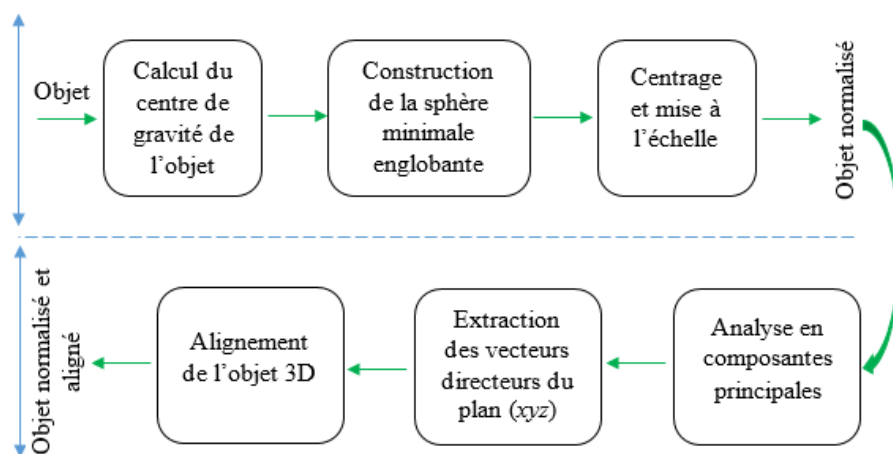 Objet
Calcul du
centre de
gravité de
l'objet
Construction
de la sphère
minimale
englobante
Centrage
et mise à
l'échelle
Objet normalisé
Analyse en
composantes
principales
Extraction
des vecteurs
directeurs du
plan (xyz)
Alignement
de l'objet 3D
Objet normalisé et
aligné